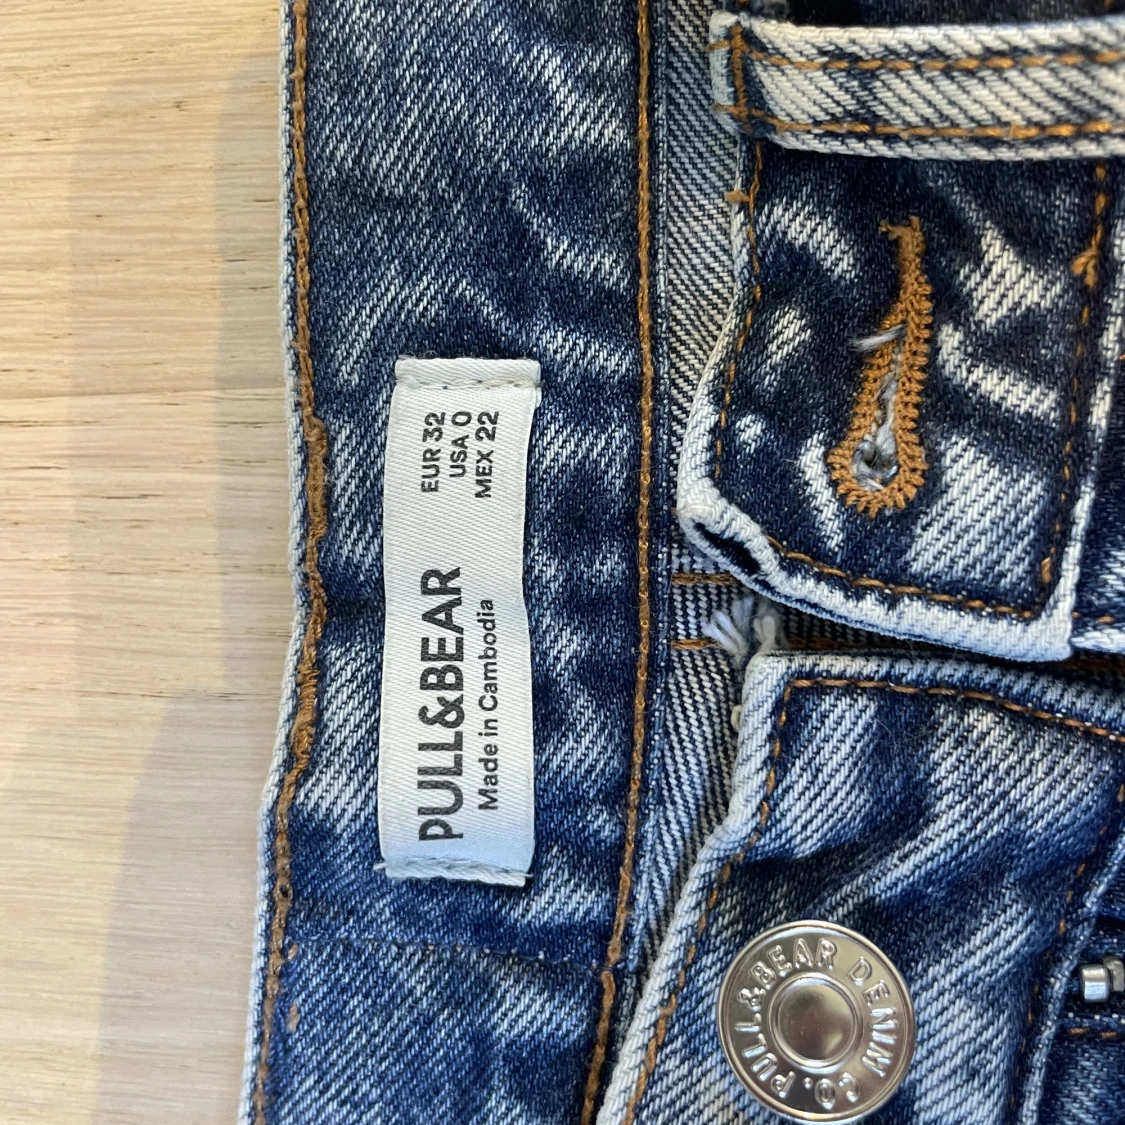 EUR 32
USA 0
MEX 22
PULL&BEAR
Made in Cambodia
PULL&BEAR DENIM CO.